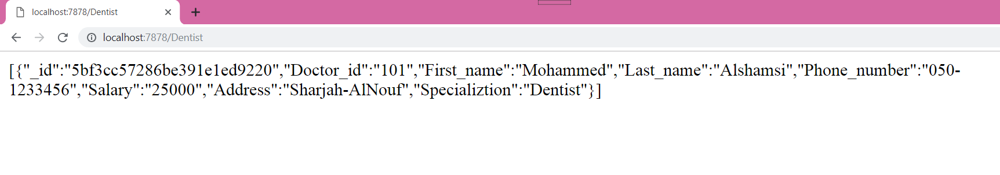 localhost:7878/Dentist
localhost:7878/Dentist
[{"_id":"5bf3cc57286be391e1ed9220","Doctor_id":"101","First_name":"Mohammed","Last_name":"Alshamsi","Phone_number":"050-
1233456","Salary":"25000","Address":"Sharjah-AlNouf","Specializtion":"Dentist"}]